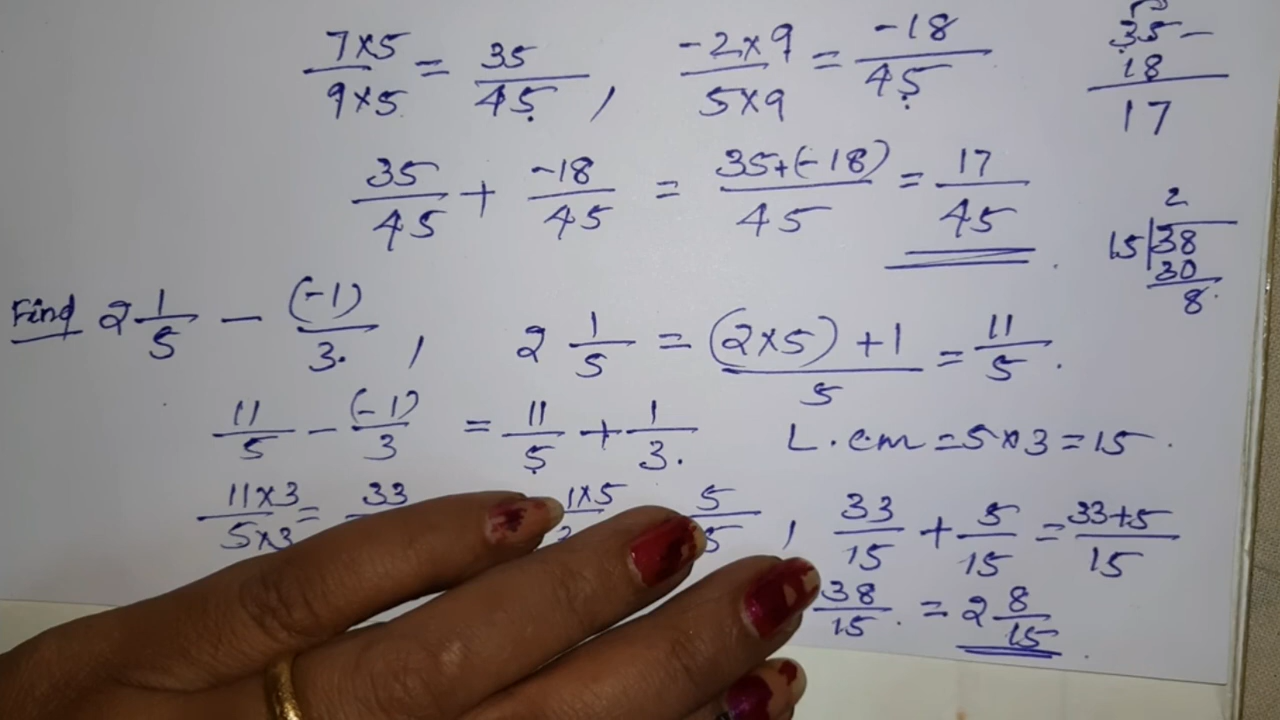 7×5/9×5 = 35/45 , -2×9/5×9 = -18/45
35/45 + -18/45 = 35+(-18)/45 = 17/45 .
35 -
18
17
2
15 38
30
8.
Find 2 1/5 - (-1)/3. , 2 1/5 = (2×5)+1/5 = 11/5 .
11/5 - (-1)/3 = 11/5 + 1/3. L.cm = 5×3 = 15 .
11×3/5×3 = 33 1×5 5 , 33/15 + 5/15 = 33+5/15
38/15 . = 2 8/15 .